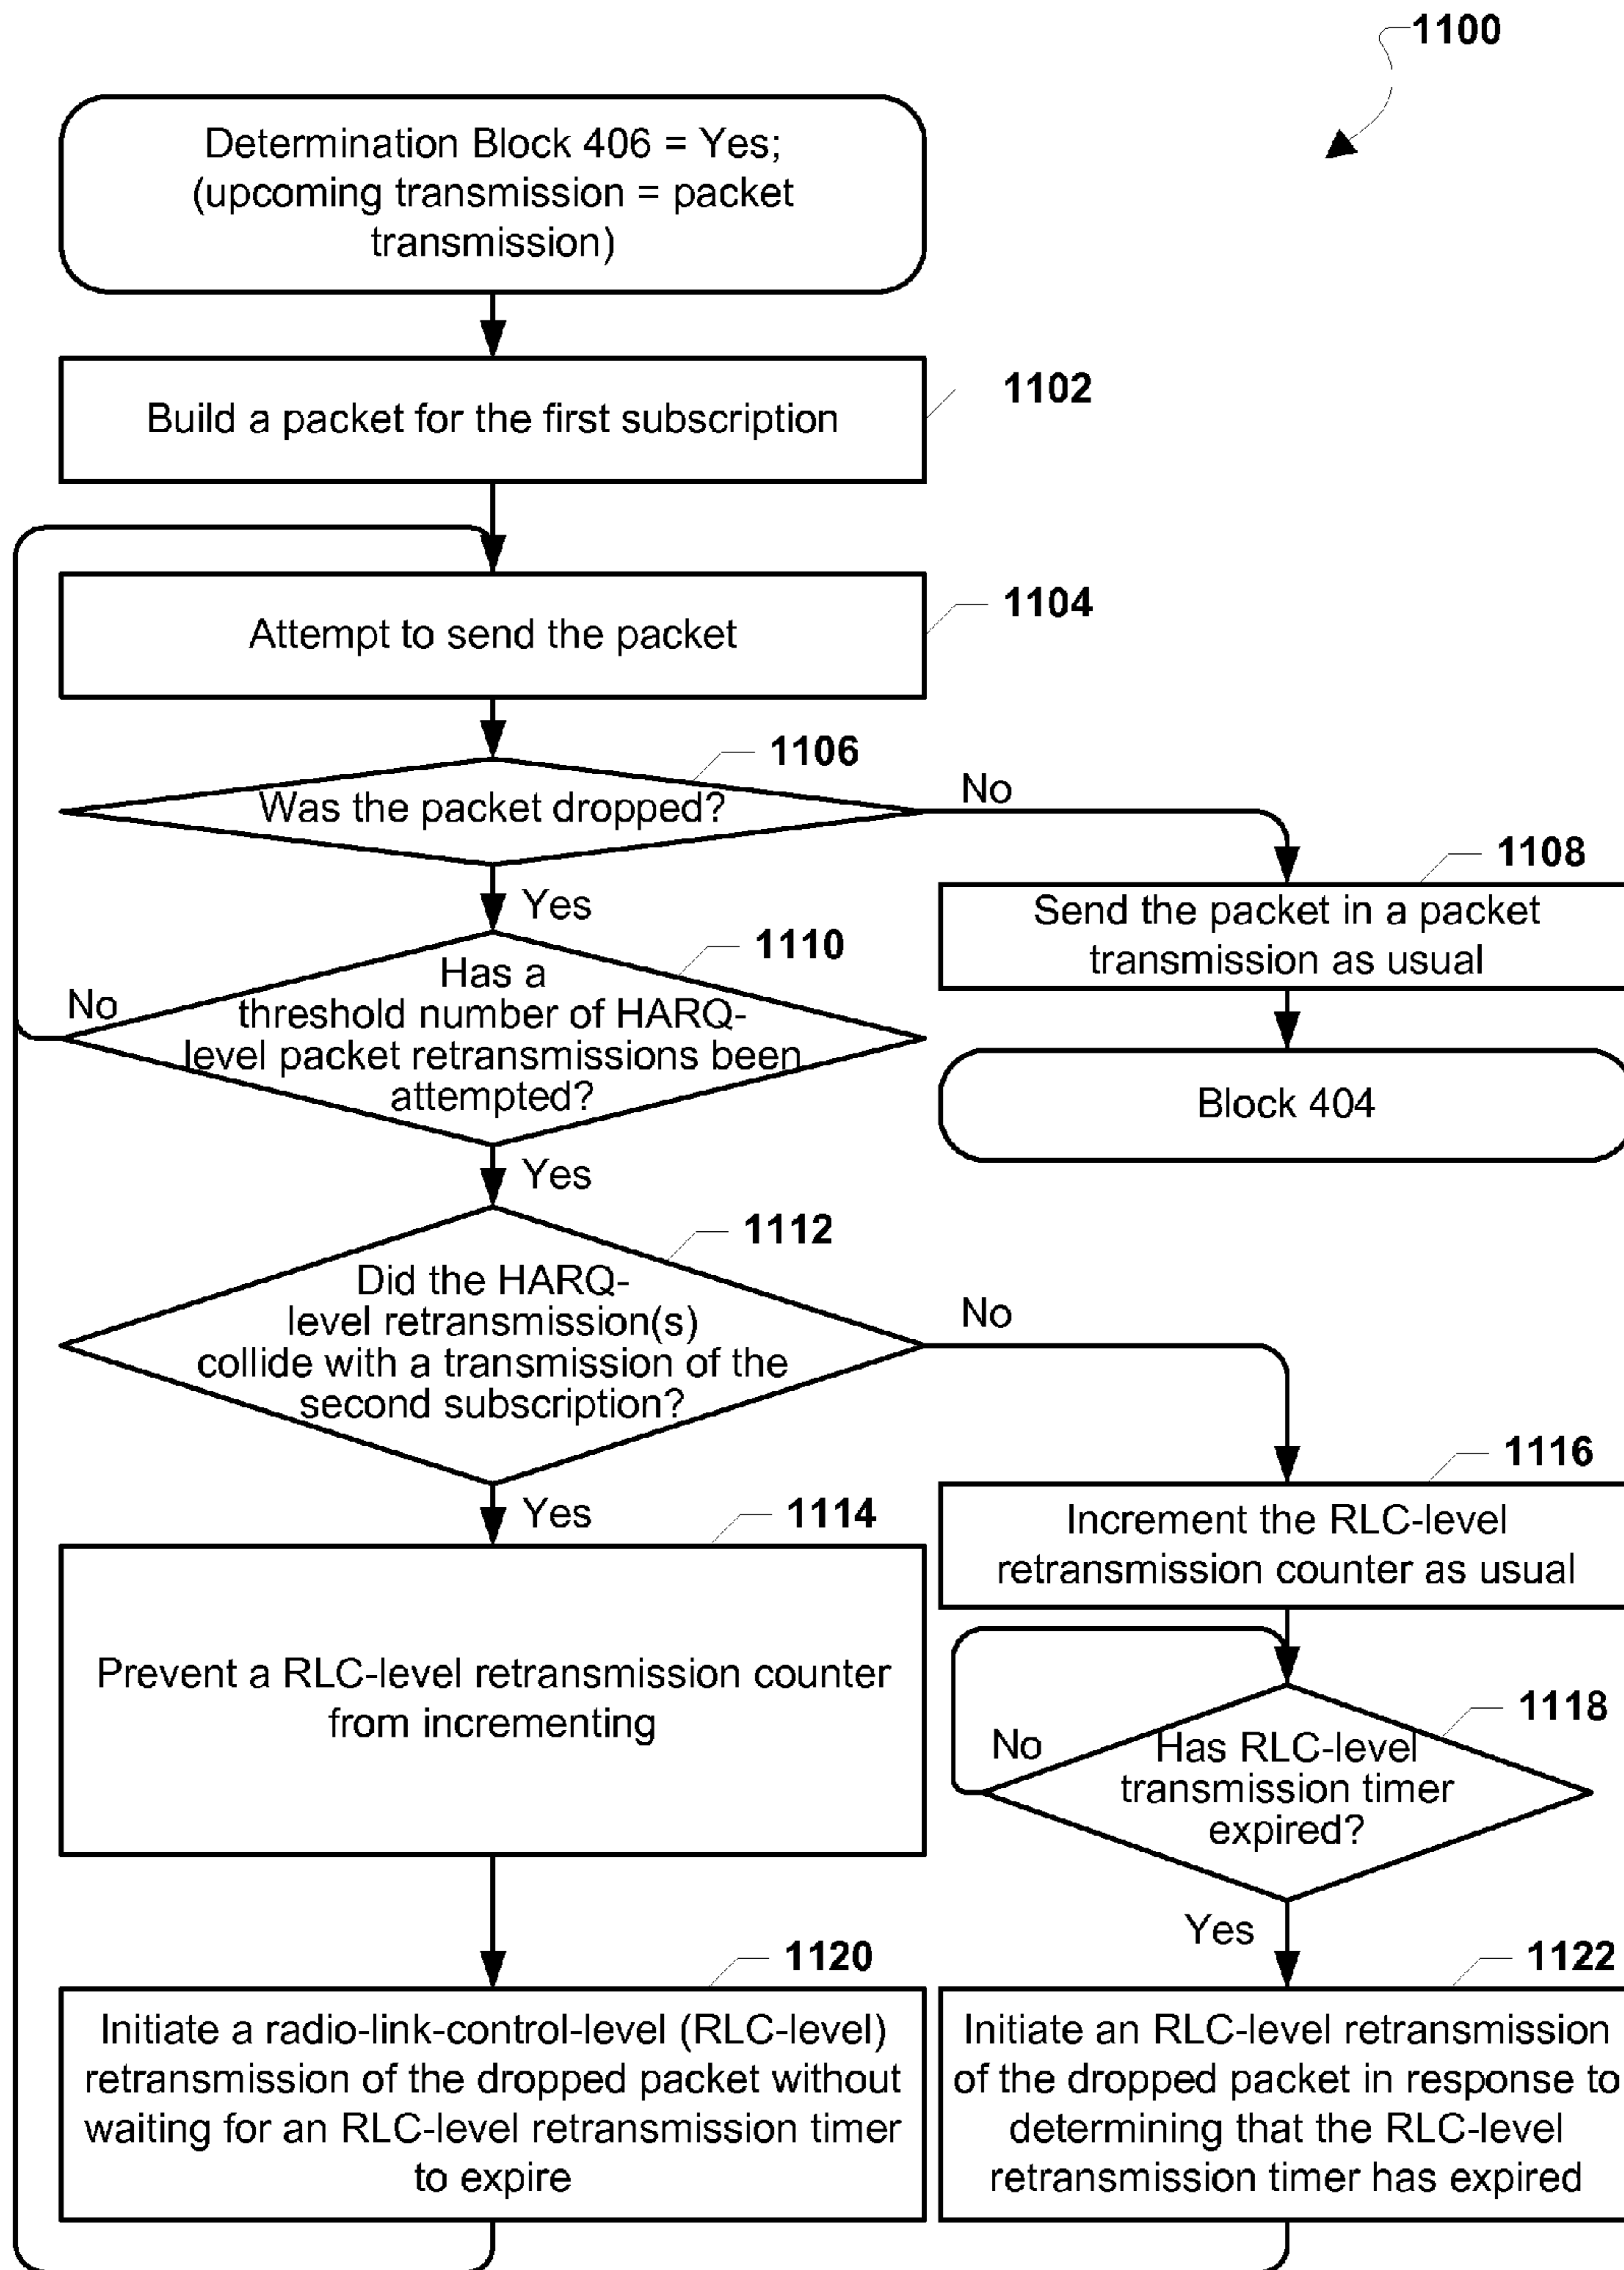 1100
Determination Block 406 = Yes;
(upcoming transmission = packet
transmission)
1102
Build a packet for the first subscription
1104
Attempt to send the packet
1106
Was the packet dropped?
No
Yes
1108
Send the packet in a packet
transmission as usual
Block 404
1110
Has a
threshold number of HARQ-
level packet retransmissions been
attempted?
No
Yes
1112
Did the HARQ-
level retransmission(s)
collide with a transmission of the
second subscription?
No
Yes
1114
Prevent a RLC-level retransmission counter
from incrementing
1116
Increment the RLC-level
retransmission counter as usual
1118
Has RLC-level
transmission timer
expired?
No
Yes
1120
Initiate a radio-link-control-level (RLC-level)
retransmission of the dropped packet without
waiting for an RLC-level retransmission timer
to expire
1122
Initiate an RLC-level retransmission
of the dropped packet in response to
determining that the RLC-level
retransmission timer has expired